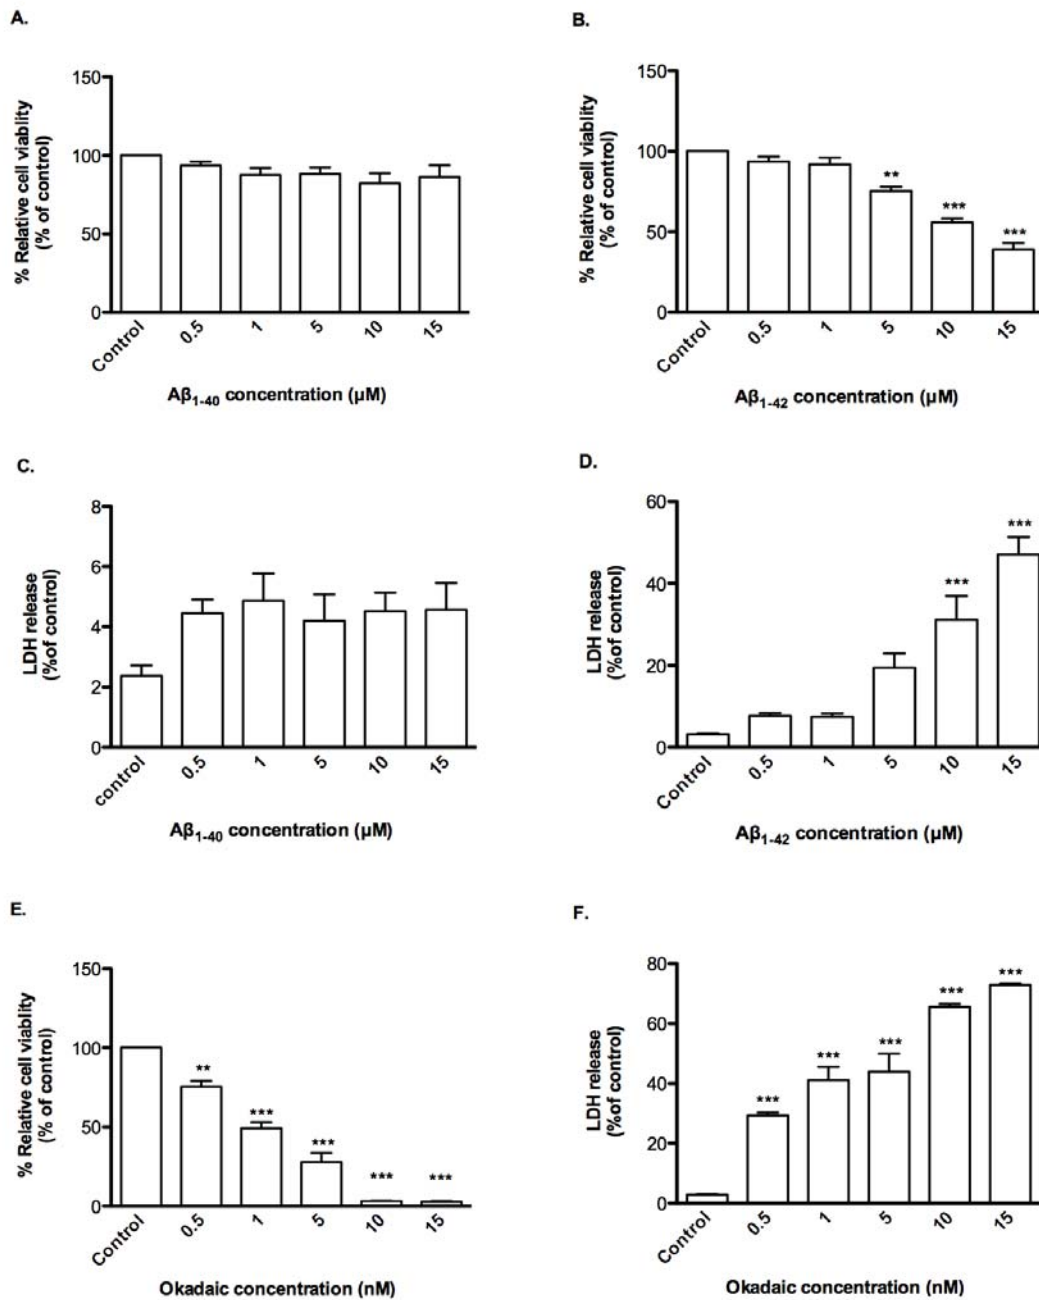 A.
% Relative cell viablity
(% of control)
150
100
50
0
Control
0.5
1
5
10
15
Aβ1-40 concentration (µM)
B.
% Relative cell viablity
(% of control)
150
100
50
0
**
***
***
Control
0.5
1
5
10
15
Aβ1-42 concentration (µM)
C.
LDH release
(%of control)
8
6
4
2
0
control
0.5
1
5
10
15
Aβ1-40 concentration (µM)
D.
LDH release
(%of control)
60
40
20
0
***
***
Control
0.5
1
5
10
15
Aβ1-42 concentration (µM)
E.
% Relative cell viablity
(% of control)
150
100
50
0
**
***
***
***
***
Control
0.5
1
5
10
15
Okadaic concentration (nM)
F.
LDH release
(%of control)
80
60
40
20
0
***
***
***
***
***
Control
0.5
1
5
10
15
Okadaic concentration (nM)